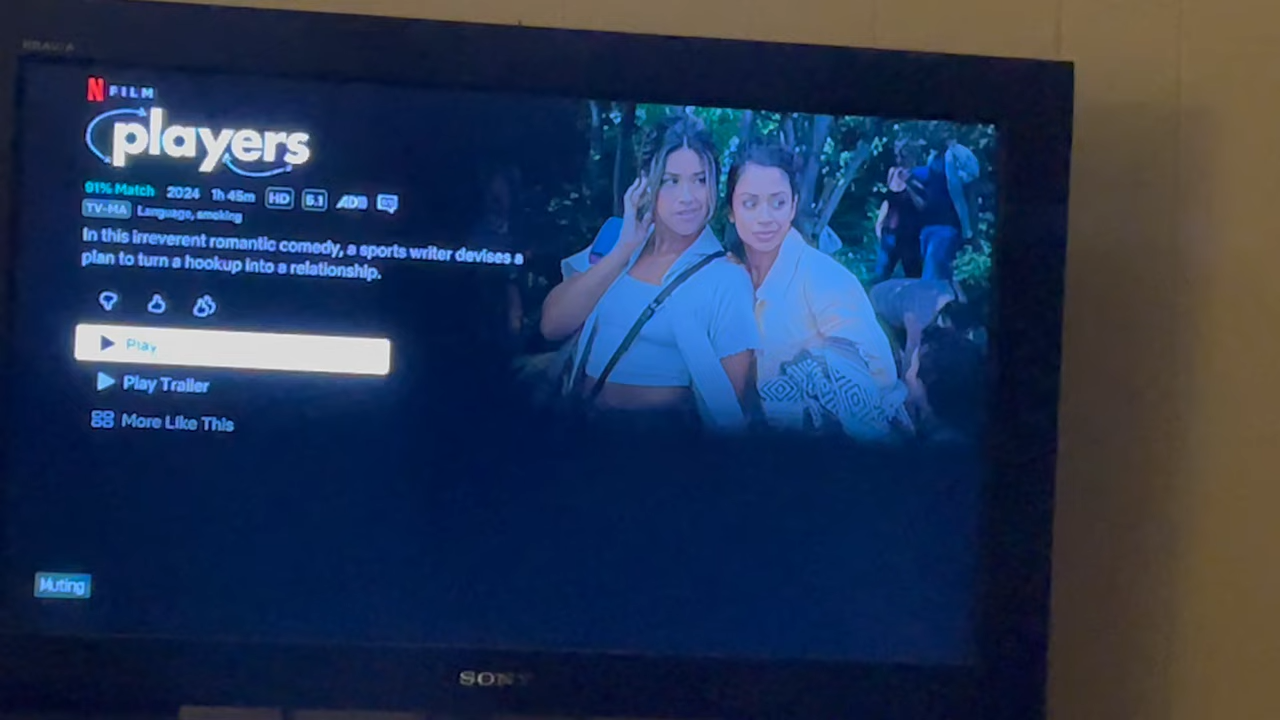 BRAVIA
N FILM
players
91% Match 2024 1h 45m HD 5.1 AD
TV-MA Language, smoking
In this irreverent romantic comedy, a sports writer devises a
plan to turn a hookup into a relationship.
Play
Play Trailer
More Like This
Muting
SONY